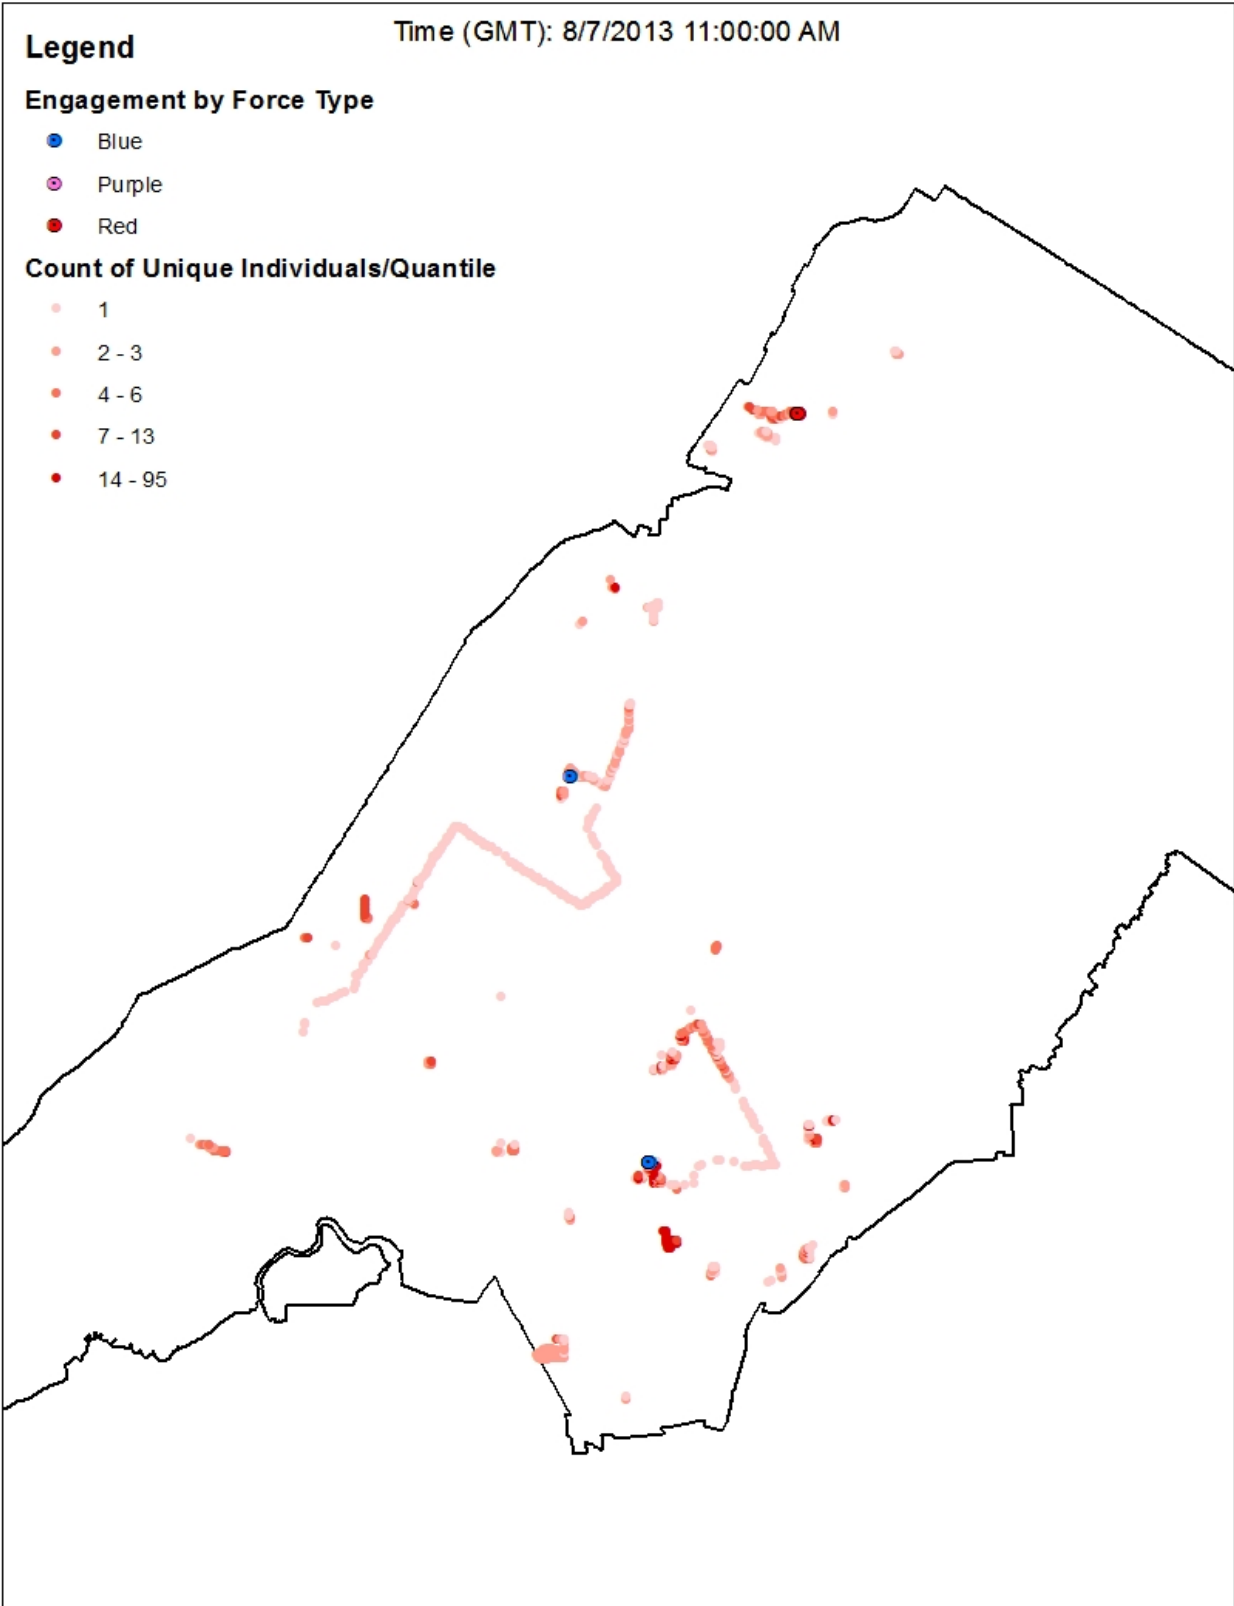 Time (GMT): 8/7/2013 11:00:00 AM
Legend
Engagement by Force Type
Blue
Purple
Red
Count of Unique Individuals/Quantile
1
2 - 3
4 - 6
7 - 13
14 - 95